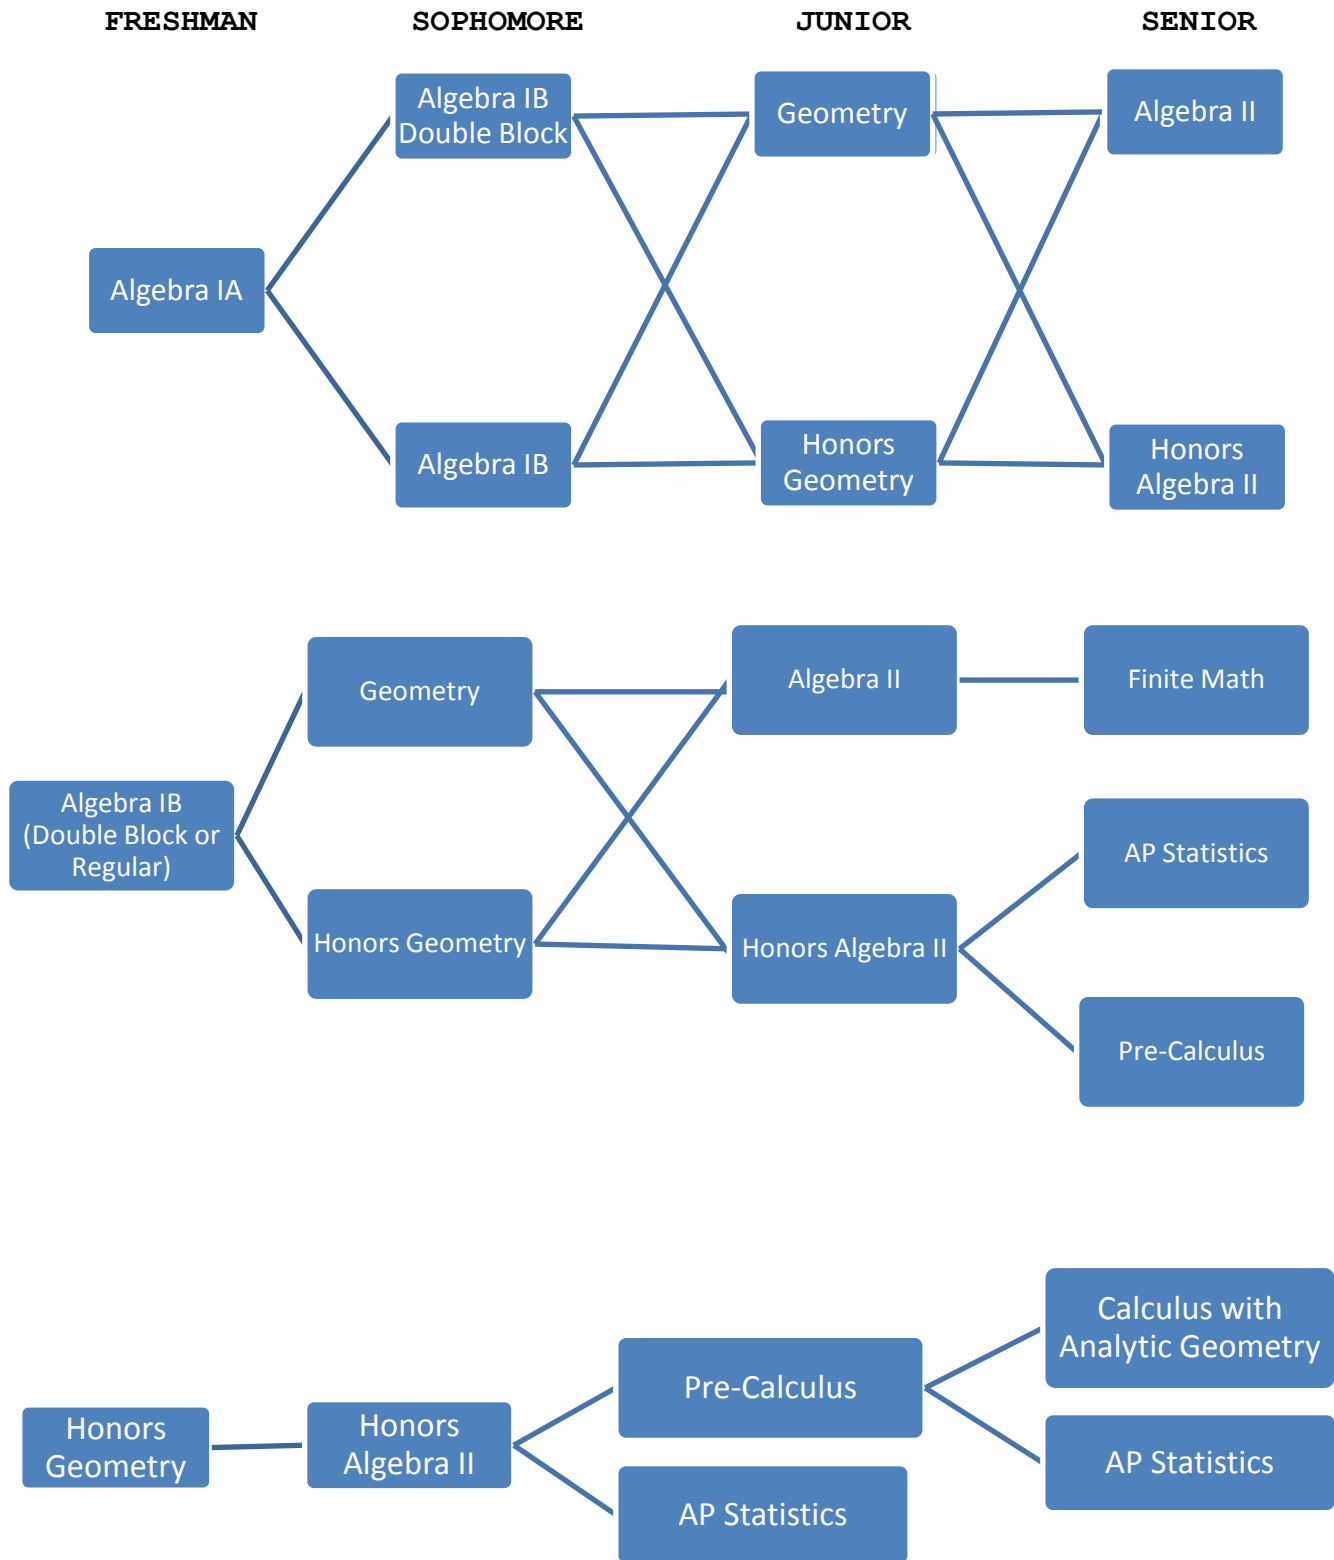 FRESHMAN SOPHOMORE JUNIOR SENIOR
Algebra IA
Algebra IB
Double Block
Algebra IB
Geometry
Honors
Geometry
Algebra II
Honors
Algebra II
Algebra IB
(Double Block or
Regular)
Geometry
Honors Geometry
Algebra II
Honors Algebra II
Finite Math
AP Statistics
Pre-Calculus
Honors
Geometry
Honors
Algebra II
Pre-Calculus
AP Statistics
Calculus with
Analytic Geometry
AP Statistics